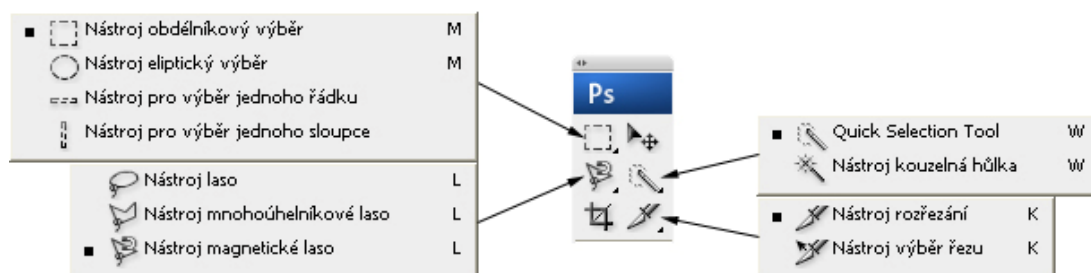 Nástroj obdélníkový výběr M
Nástroj eliptický výběr M
Nástroj pro výběr jednoho řádku
Nástroj pro výběr jednoho sloupce
Nástroj laso L
Nástroj mnohoúhelníkové laso L
Nástroj magnetické laso L
Ps
Quick Selection Tool W
Nástroj kouzelná hůlka W
Nástroj rozřezání K
Nástroj výběr řezu K